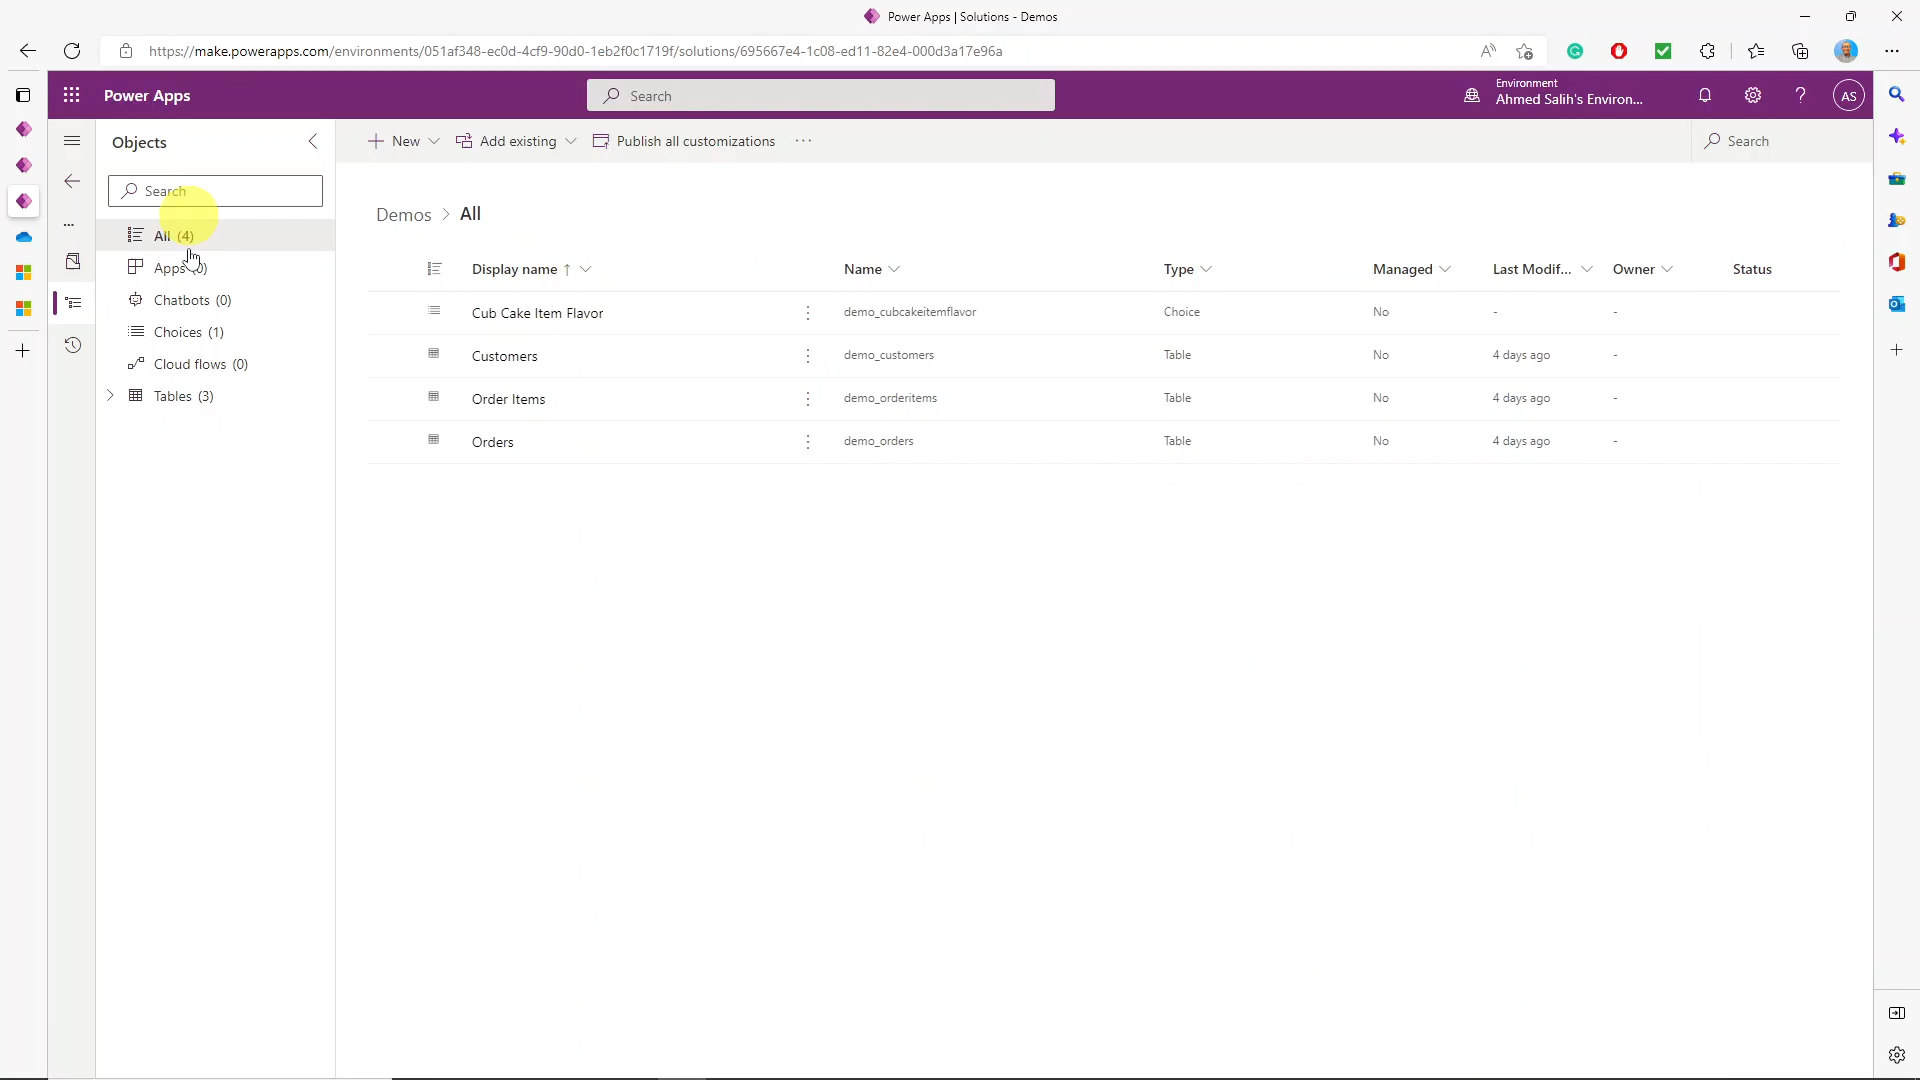 Power Apps | Solutions - Demos
https://make.powerapps.com/environments/051af348-ec0d-4cf9-90d0-1eb2f0c1719f/solutions/695667e4-1c08-ed11-82e4-000d3a17e96a
Power Apps
Search
Environment
Ahmed Salih's Environ...
?
AS
Objects
New
Add existing
Publish all customizations
...
Search
Search
Demos > All
All (4)
Apps (0)
Chatbots (0)
Choices (1)
Cloud flows (0)
Tables (3)
Display name ↑ Name Type Managed Last Modif... Owner Status
Cub Cake Item Flavor demo_cubcakeitemflavor Choice No - -
Customers demo_customers Table No 4 days ago -
Order Items demo_orderitems Table No 4 days ago -
Orders demo_orders Table No 4 days ago -